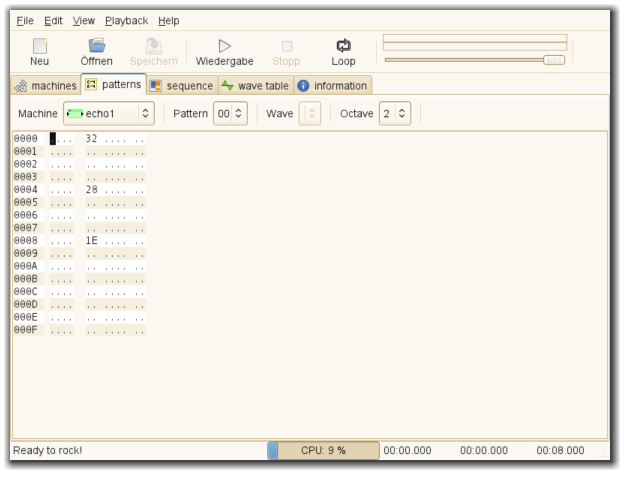 File Edit View Playback Help
Neu Öffnen Speichern Wiedergabe Stopp Loop
machines patterns sequence wave table information
Machine echo1 Pattern 00 Wave Octave 2
0000 .... 32 .... ..
0001 .... .. .... ..
0002 .... .. .... ..
0003 .... .. .... ..
0004 .... 28 .... ..
0005 .... .. .... ..
0006 .... .. .... ..
0007 .... .. .... ..
0008 .... 1E .... ..
0009 .... .. .... ..
000A .... .. .... ..
000B .... .. .... ..
000C .... .. .... ..
000D .... .. .... ..
000E .... .. .... ..
000F .... .. .... ..
Ready to rock! CPU: 9 % 00:00.000 00:00.000 00:08.000